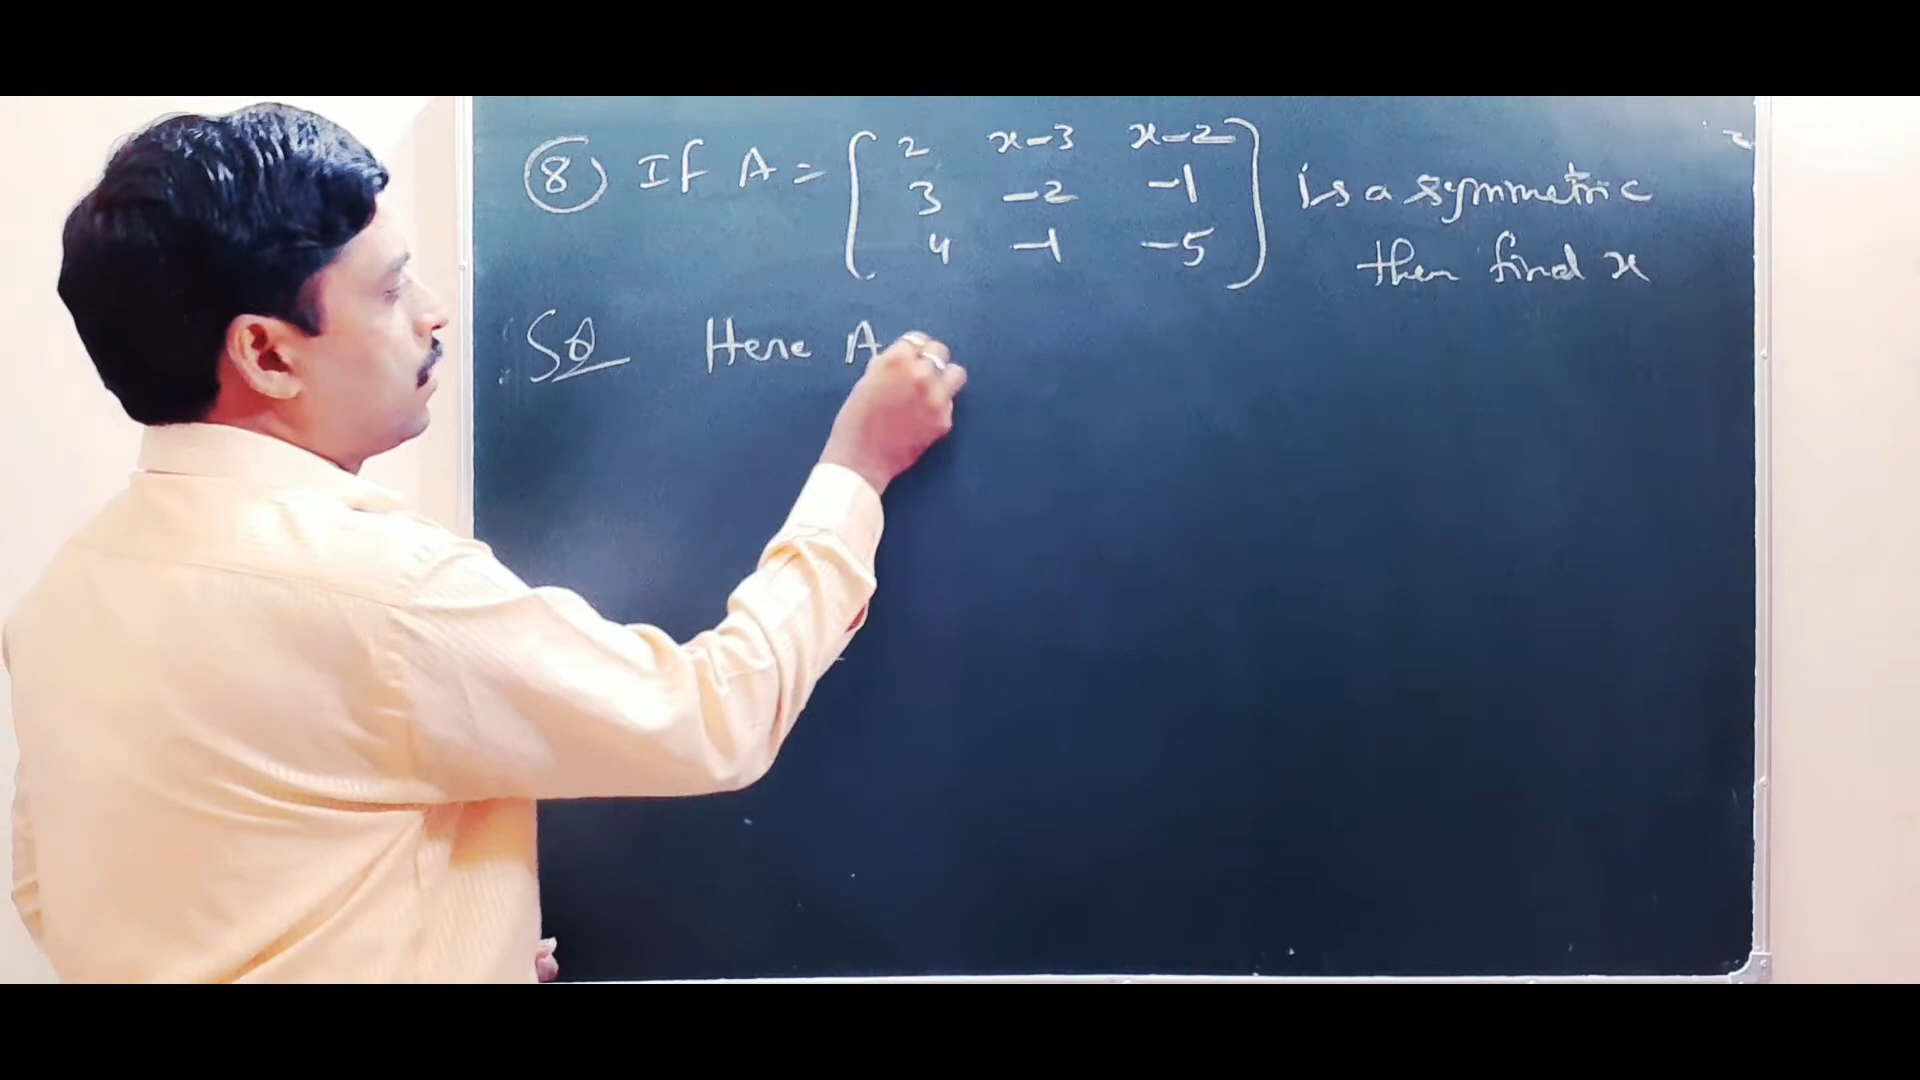 ⑧ If A = [ 2 x-3 x-2
3 -2 -1
4 -1 -5 ] is a symmetric
then find x
Sol Here A